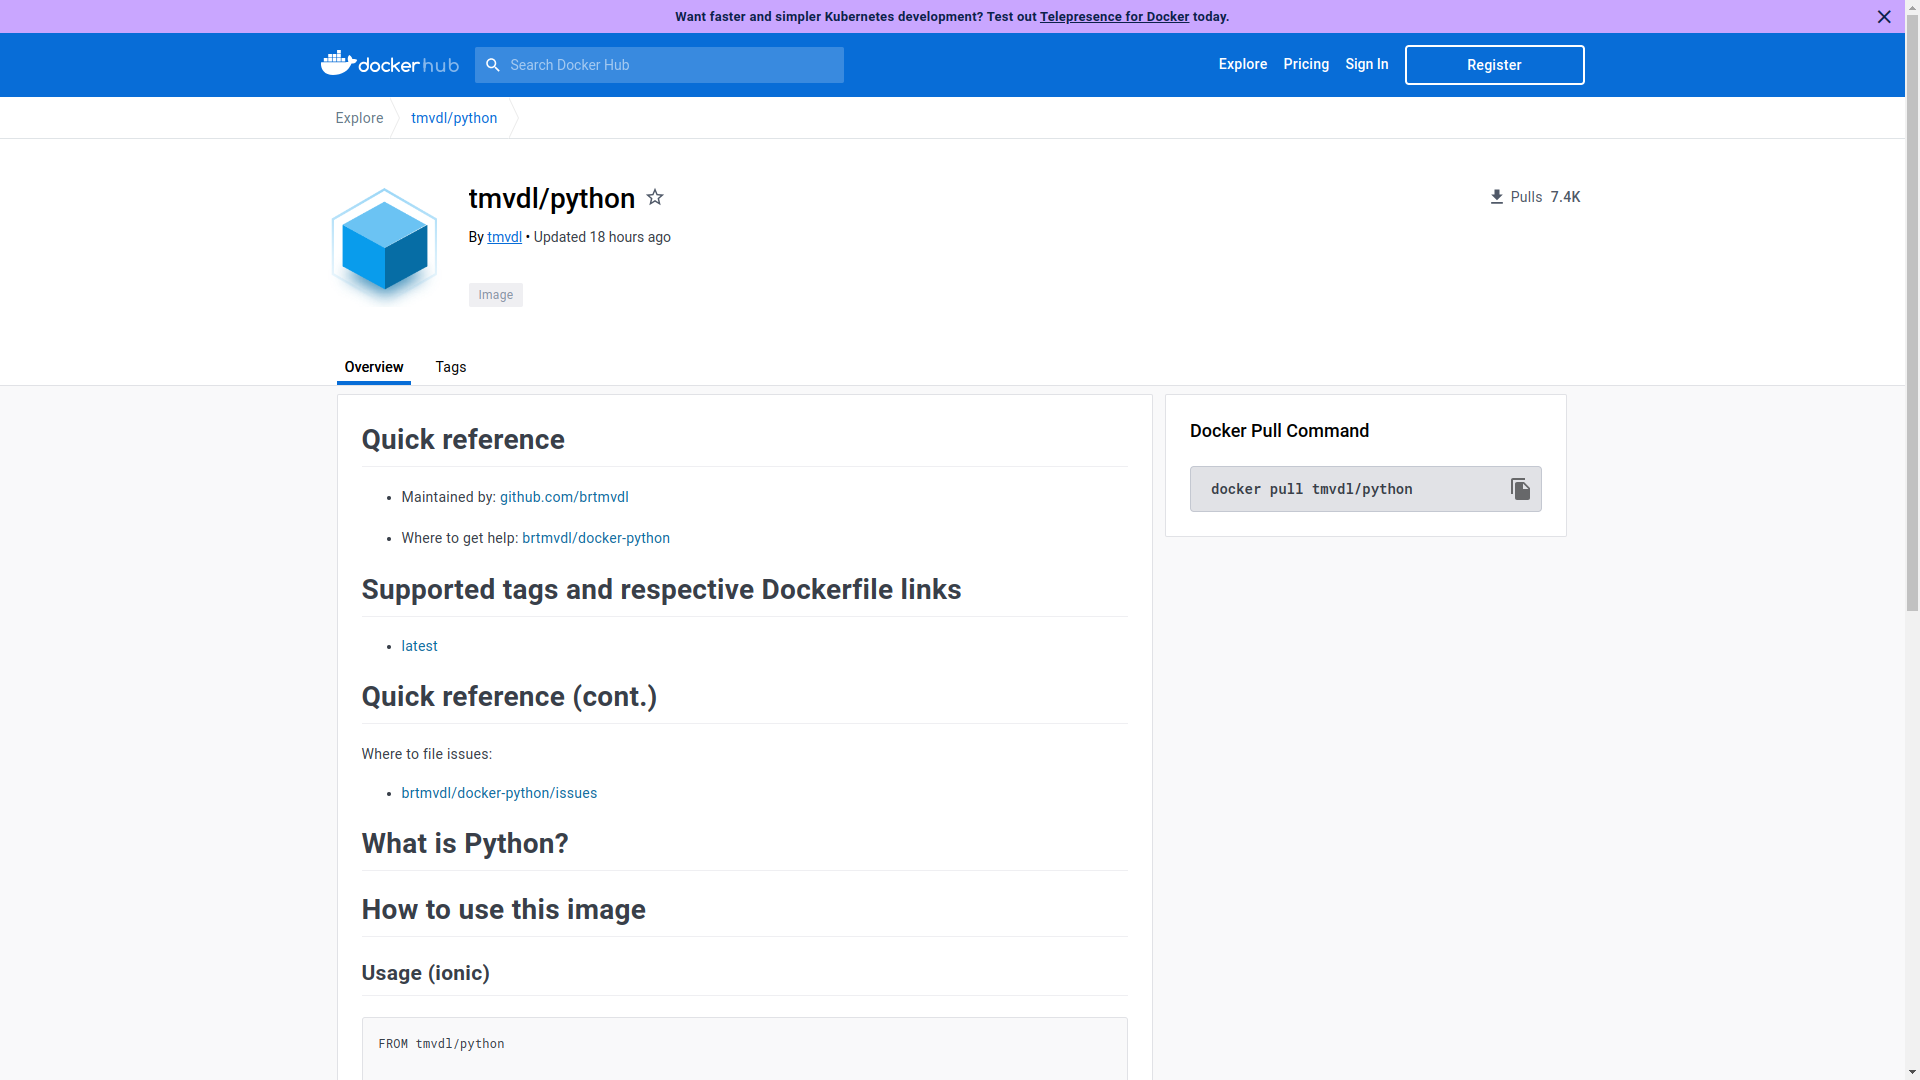 Want faster and simpler Kubernetes development? Test out Telepresence for Docker today.
docker hub
Search Docker Hub
Explore
Pricing
Sign In
Register
Explore
tmvdl/python
tmvdl/python
Pulls 7.4K
By tmvdl • Updated 18 hours ago
Image
Overview
Tags
Quick reference
• Maintained by: github.com/brtmvdl
• Where to get help: brtmvdl/docker-python
Supported tags and respective Dockerfile links
• latest
Quick reference (cont.)
Where to file issues:
• brtmvdl/docker-python/issues
What is Python?
How to use this image
Usage (ionic)
FROM tmvdl/python
Docker Pull Command
docker pull tmvdl/python